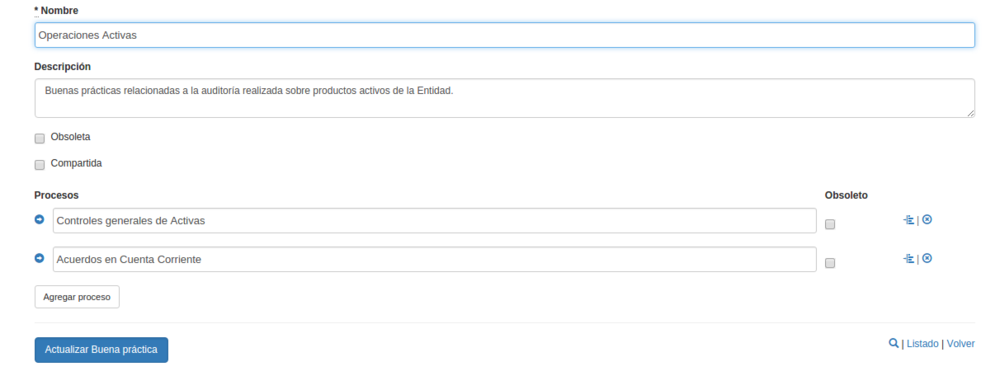 * Nombre
Operaciones Activas
Descripción
Buenas prácticas relacionadas a la auditoría realizada sobre productos activos de la Entidad.
Obsoleta
Compartida
Procesos Obsoleto
Controles generales de Activas |
Acuerdos en Cuenta Corriente |
Agregar proceso
Actualizar Buena práctica | Listado | Volver